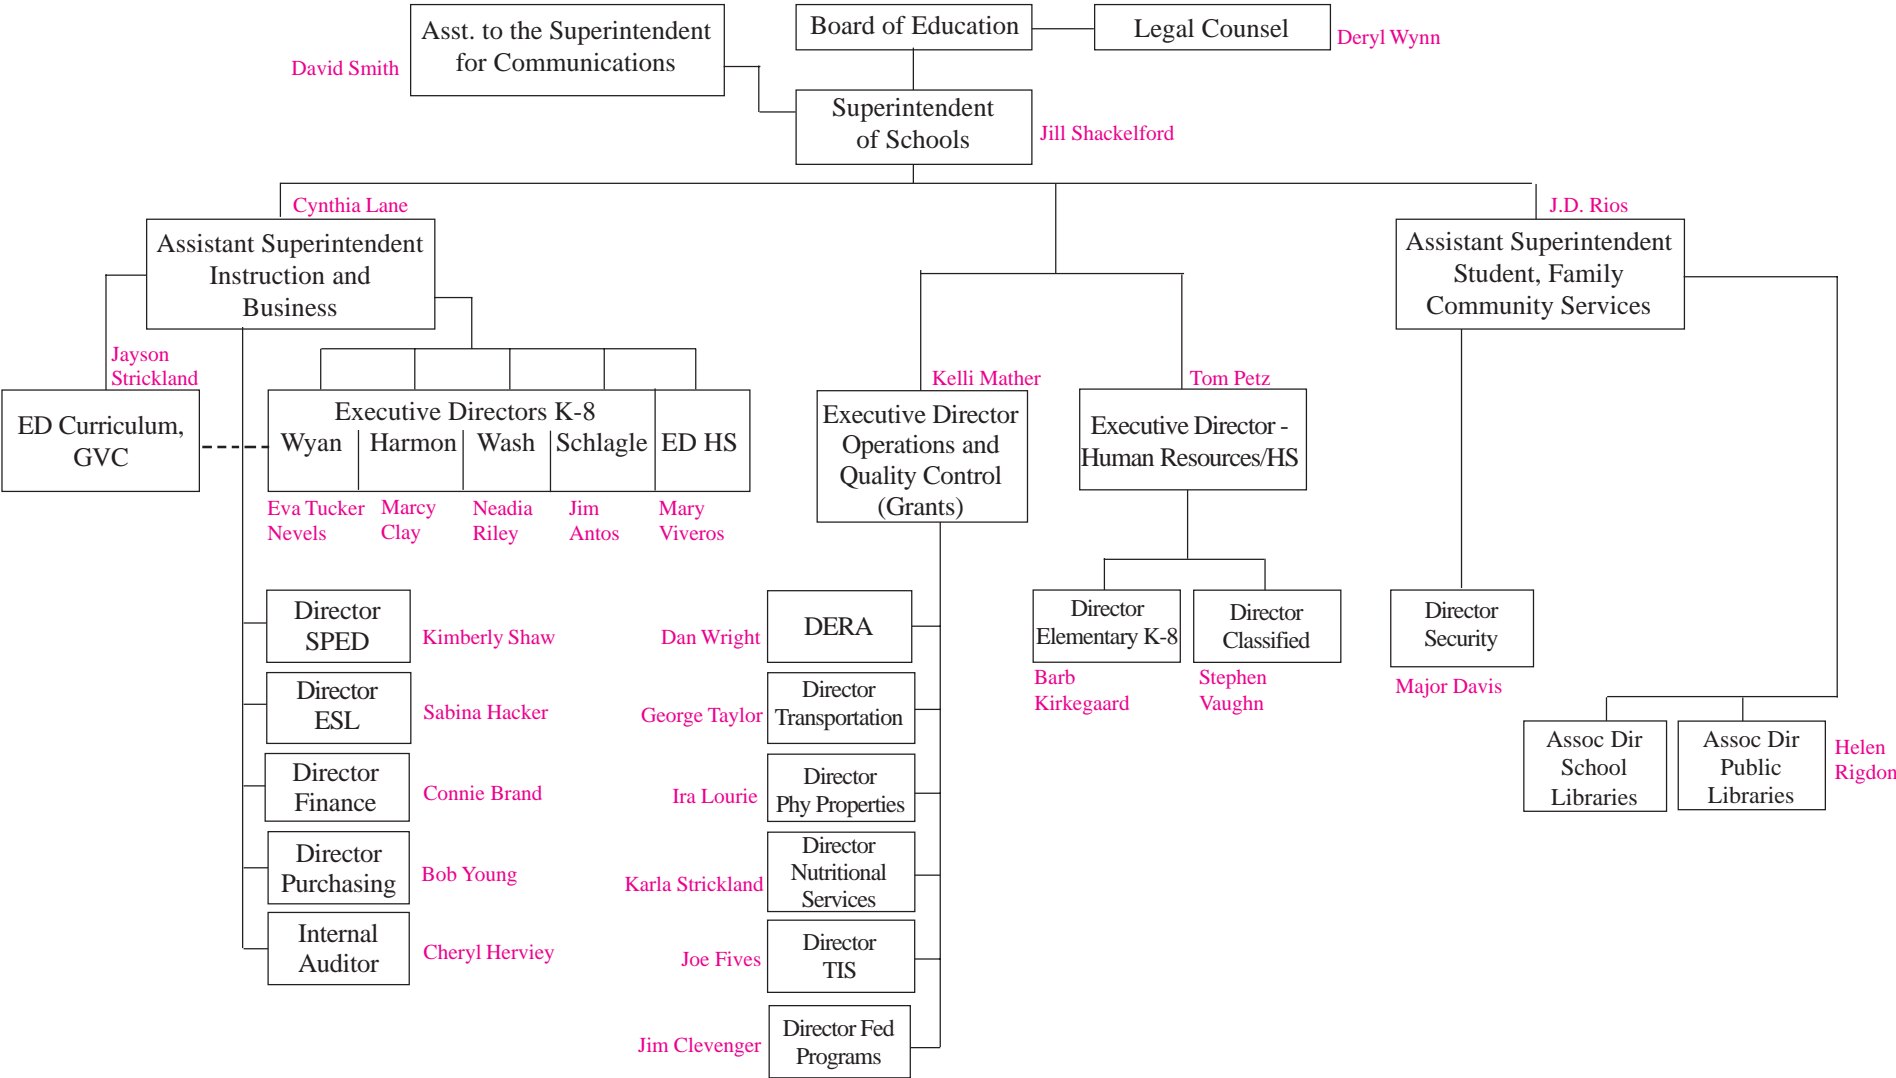 Asst. to the Superintendent
for Communications
David Smith
Board of Education
Legal Counsel
Deryl Wynn
Superintendent
of Schools
Jill Shackelford
Cynthia Lane
Assistant Superintendent
Instruction and
Business
J.D. Rios
Assistant Superintendent
Student, Family
Community Services
Jayson
Strickland
ED Curriculum,
GVC
Executive Directors K-8
Wyan
Harmon
Wash
Schlagle
ED HS
Eva Tucker
Nevels
Marcy
Clay
Neadia
Riley
Jim
Antos
Mary
Viveros
Kelli Mather
Executive Director
Operations and
Quality Control
(Grants)
Tom Petz
Executive Director -
Human Resources/HS
Director
SPED
Kimberly Shaw
Director
ESL
Sabina Hacker
Director
Finance
Connie Brand
Director
Purchasing
Bob Young
Internal
Auditor
Cheryl Herviey
Dan Wright
DERA
George Taylor
Director
Transportation
Ira Lourie
Director
Phy Properties
Karla Strickland
Director
Nutritional
Services
Joe Fives
Director
TIS
Jim Clevenger
Director Fed
Programs
Director
Elementary K-8
Barb
Kirkegaard
Director
Classified
Stephen
Vaughn
Director
Security
Major Davis
Assoc Dir
School
Libraries
Assoc Dir
Public
Libraries
Helen
Rigdon